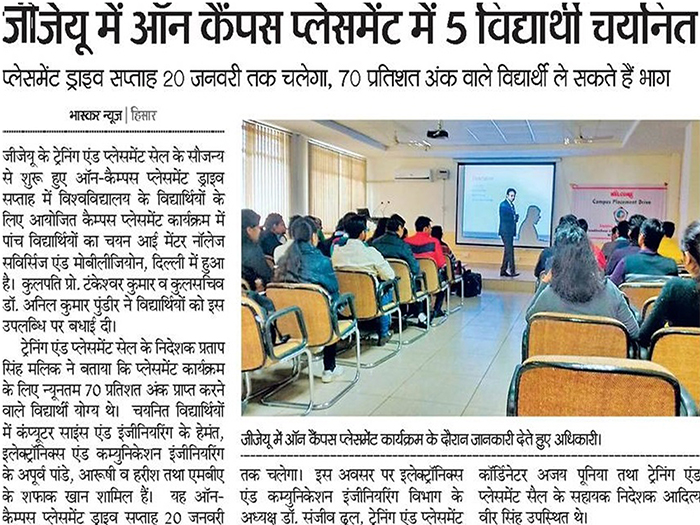 जीजेयू में ऑन कैंपस प्लेसमेंट में 5 विद्यार्थी चयनित
प्लेसमेंट ड्राइव सप्ताह 20 जनवरी तक चलेगा, 70 प्रतिशत अंक वाले विद्यार्थी ले सकते हैं भाग
भास्कर न्यूज | हिसार
जीजेयू के ट्रेनिंग एंड प्लेसमेंट सेल के सौजन्य
से शुरू हुए ऑन-कैम्पस प्लेसमेंट ड्राइव
सप्ताह में विश्वविद्यालय के विद्यार्थियों के
लिए आयोजित कैम्पस प्लेसमेंट कार्यक्रम में
पांच विद्यार्थियों का चयन आई मेंटर नॉलेज
सविर्सिज एंड मोबीलीजियोन, दिल्ली में हुआ
है। कुलपति प्रो. टंकेश्वर कुमार व कुलसचिव
डॉ. अनिल कुमार पुंडीर ने विद्यार्थियों को इस
उपलब्धि पर बधाई दी।
ट्रेनिंग एंड प्लेसमेंट सेल के निदेशक प्रताप
सिंह मलिक ने बताया कि प्लेसमेंट कार्यक्रम
के लिए न्यूनतम 70 प्रतिशत अंक प्राप्त करने
वाले विद्यार्थी योग्य थे। चयनित विद्यार्थियों
में कंप्यूटर साइंस एंड इंजीनियरिंग के हेमंत,
इलेक्ट्रॉनिक्स एंड कम्युनिकेशन इंजीनियरिंग
के अपूर्व पांडे, आरूषी व हरीश तथा एमबीए
के शफाक खान शामिल हैं। यह ऑन-
कैम्पस प्लेसमेंट ड्राइव सप्ताह 20 जनवरी
Campus Placement Drive
जीजेयू में ऑन कैंपस प्लेसमेंट कार्यक्रम के दौरान जानकारी देते हुए अधिकारी।
तक चलेगा। इस अवसर पर इलेक्ट्रॉनिक्स
एंड कम्युनिकेशन इंजीनियरिंग विभाग के
अध्यक्ष डॉ. संजीव ढुल, ट्रेनिंग एंड प्लेसमेंट
कॉर्डिनेटर अजय पूनिया तथा ट्रेनिंग एंड
प्लेसमेंट सेल के सहायक निदेशक आदित्य
वीर सिंह उपस्थित थे।